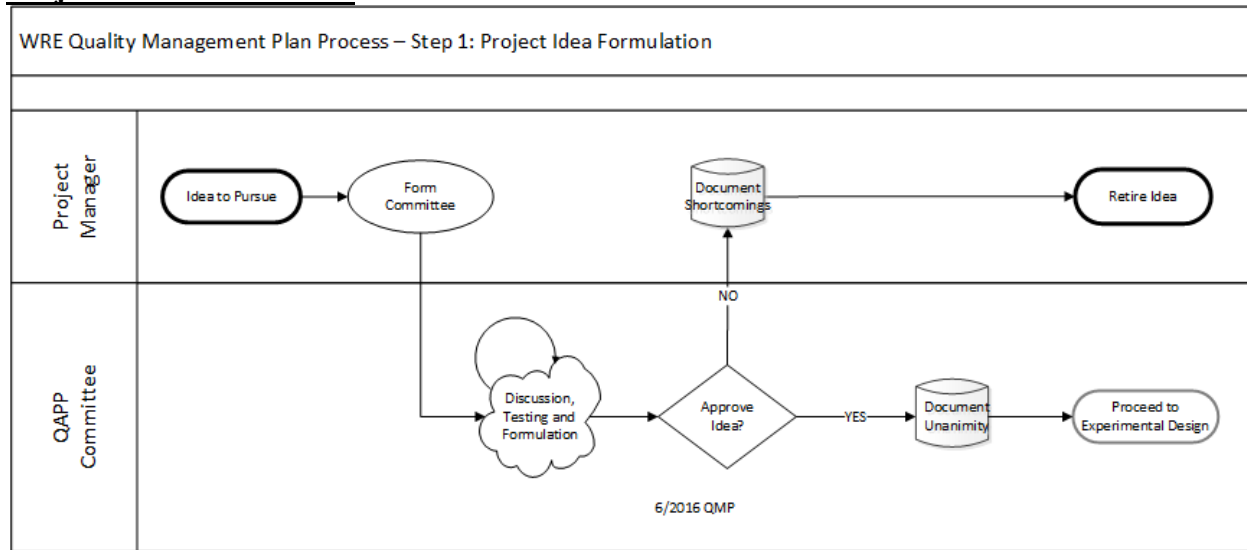 WRE Quality Management Plan Process – Step 1: Project Idea Formulation
Project
Manager
Idea to Pursue
Form
Committee
Document
Shortcomings
Retire Idea
NO
QAPP
Committee
Discussion,
Testing and
Formulation
Approve
Idea?
YES
Document
Unanimity
Proceed to
Experimental Design
6/2016 QMP